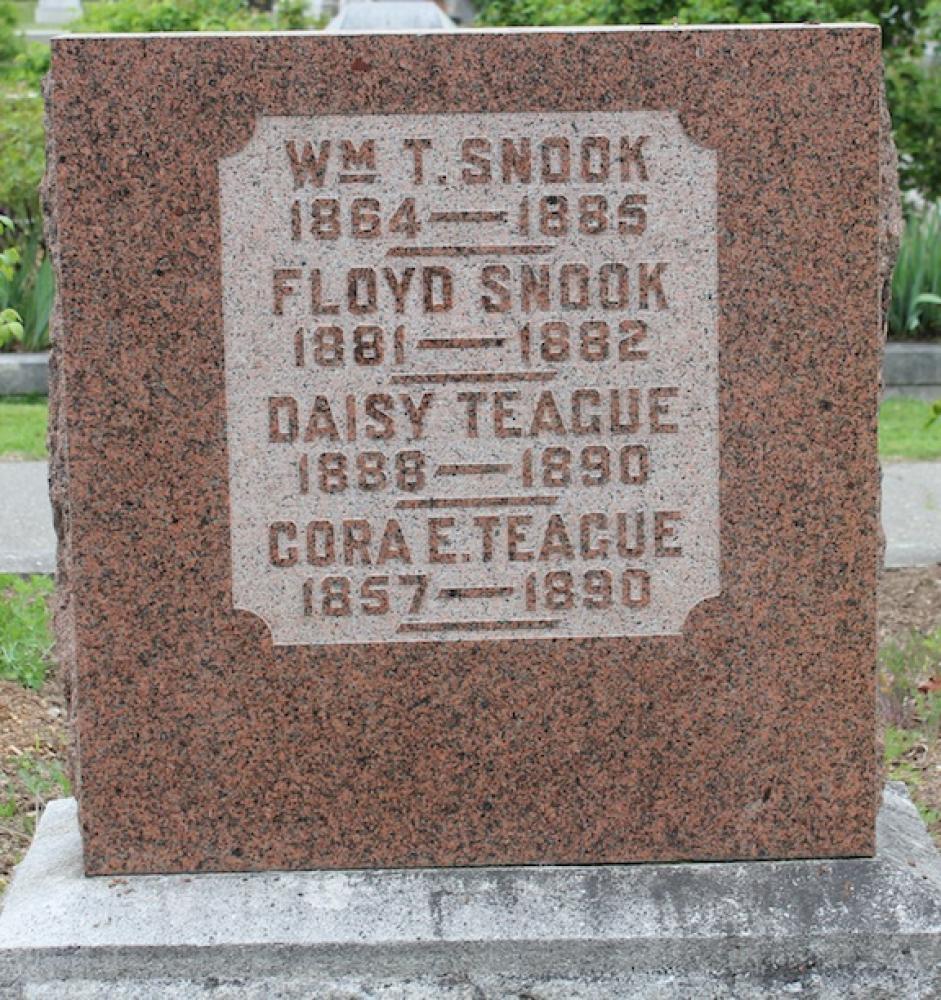 WM T. SNOOK
1864—1885
FLOYD SNOOK
1881—1882
DAISY TEAGUE
1888—1890
CORA E. TEAGUE
1857—1890